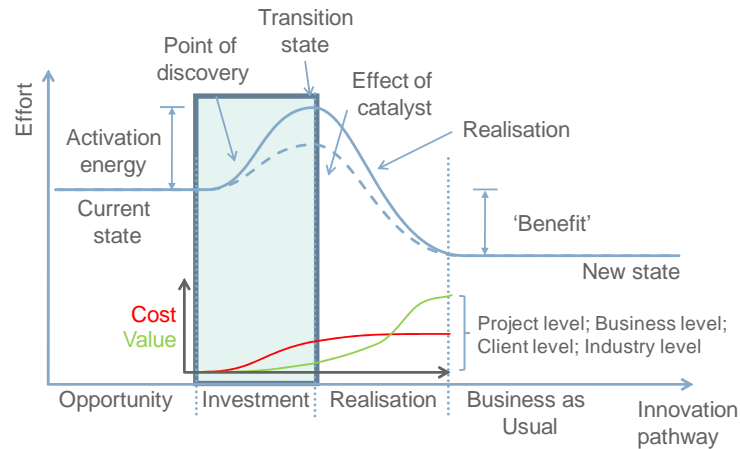 Transition
state
Point of
discovery
Effect of
catalyst
Effort
Activation
energy
Realisation
Current
state
'Benefit'
New state
Cost
Value
Project level; Business level;
Client level; Industry level
Opportunity
Investment
Realisation
Business as
Usual
Innovation
pathway